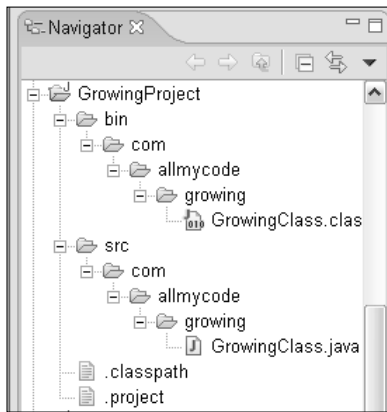 Navigator
GrowingProject
bin
com
allmycode
growing
GrowingClass.clas
src
com
allmycode
growing
GrowingClass.java
.classpath
.project